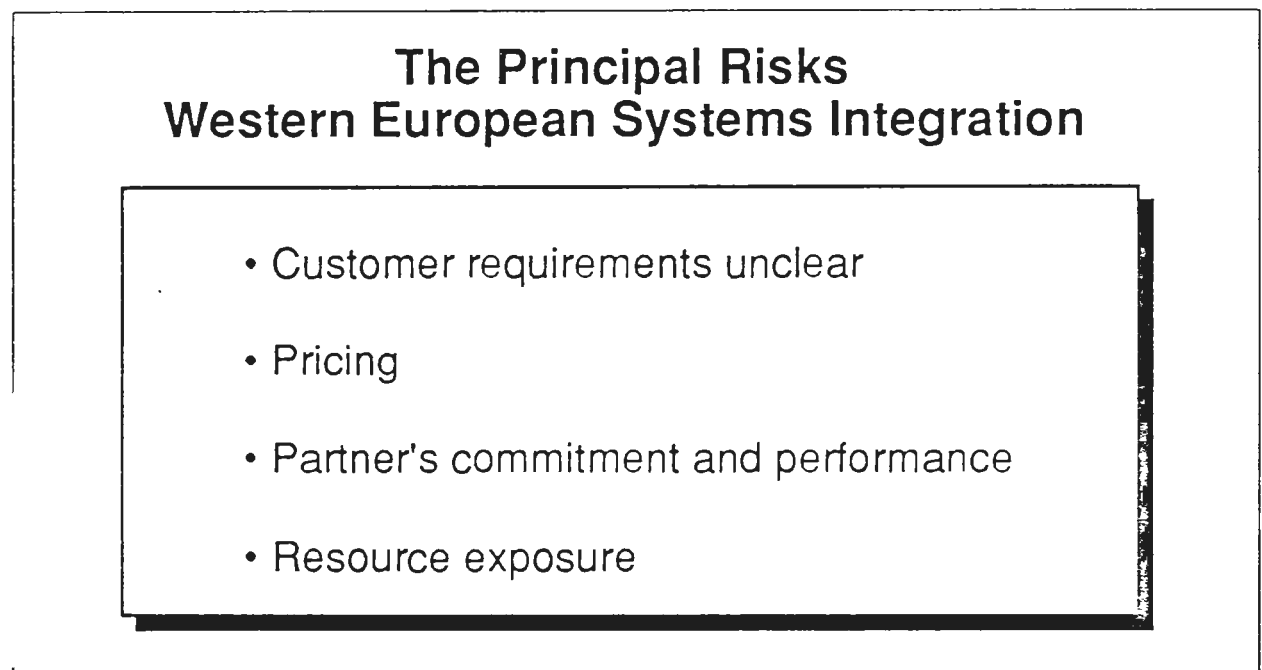 The Principal Risks
Western European Systems Integration
• Customer requirements unclear
• Pricing
• Partner's commitment and performance
• Resource exposure